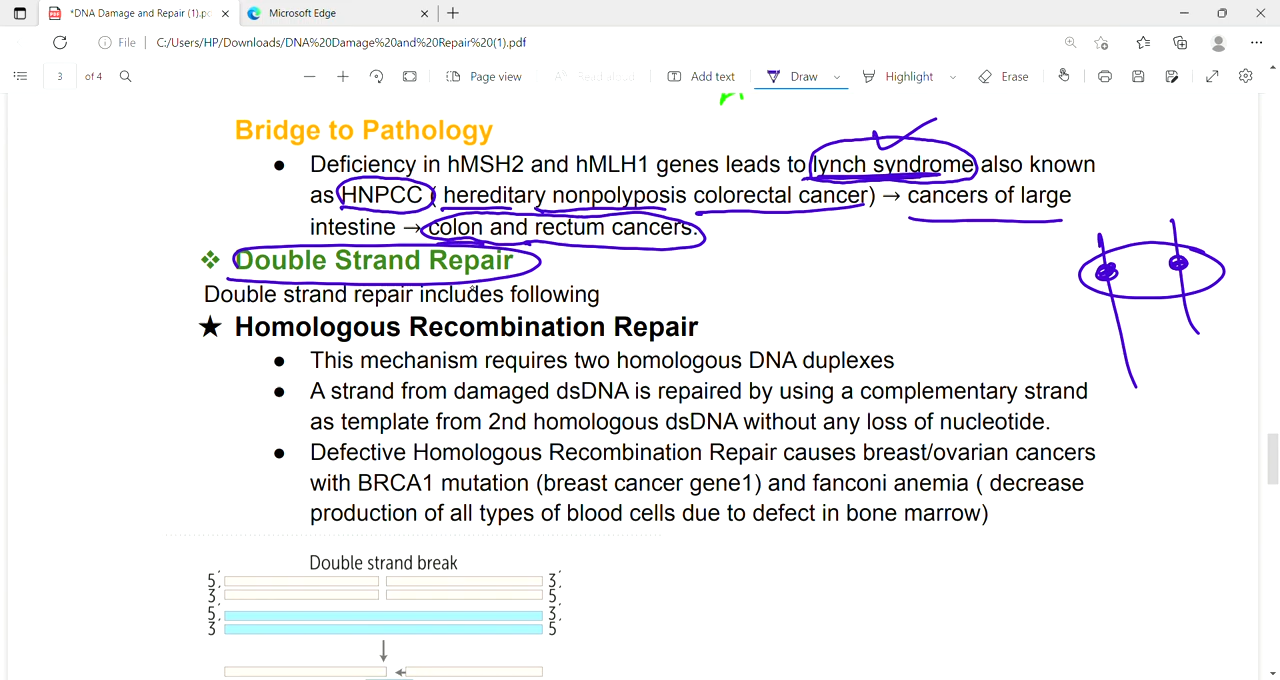 *DNA Damage and Repair (1).pd
Microsoft Edge
File
C:/Users/HP/Downloads/DNA%20Damage%20and%20Repair%20(1).pdf
3 of 4
Page view
Read aloud
Add text
Draw
Highlight
Erase
Bridge to Pathology
● Deficiency in hMSH2 and hMLH1 genes leads to lynch syndrome also known
as HNPCC ( hereditary nonpolyposis colorectal cancer) → cancers of large
intestine → colon and rectum cancers.
❖ Double Strand Repair
Double strand repair includes following
★ Homologous Recombination Repair
● This mechanism requires two homologous DNA duplexes
● A strand from damaged dsDNA is repaired by using a complementary strand
as template from 2nd homologous dsDNA without any loss of nucleotide.
● Defective Homologous Recombination Repair causes breast/ovarian cancers
with BRCA1 mutation (breast cancer gene1) and fanconi anemia ( decrease
production of all types of blood cells due to defect in bone marrow)
Double strand break
5′ 3′
3′ 5′
5′ 3′
3 5